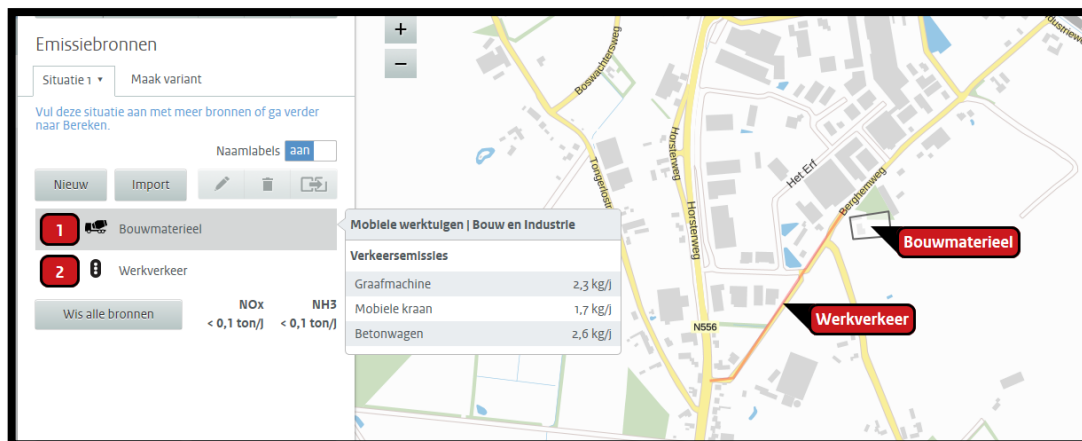 Emissiebronnen
Situatie 1 ▾
Maak variant
Vul deze situatie aan met meer bronnen of ga verder
naar Bereken.
Naamlabels aan
Nieuw
Import
1 Bouwmaterieel
2 Werkverkeer
Wis alle bronnen
NOx NH3
< 0,1 ton/j < 0,1 ton/j
Mobiele werktuigen | Bouw en Industrie
Verkeersemissies
Graafmachine 2,3 kg/j
Mobiele kraan 1,7 kg/j
Betonwagen 2,6 kg/j
+
−
Boswachtersweg
Horsterweg
Horsterweg
Het Erf
Berghemweg
Bouwmaterieel
Werkverkeer
N556